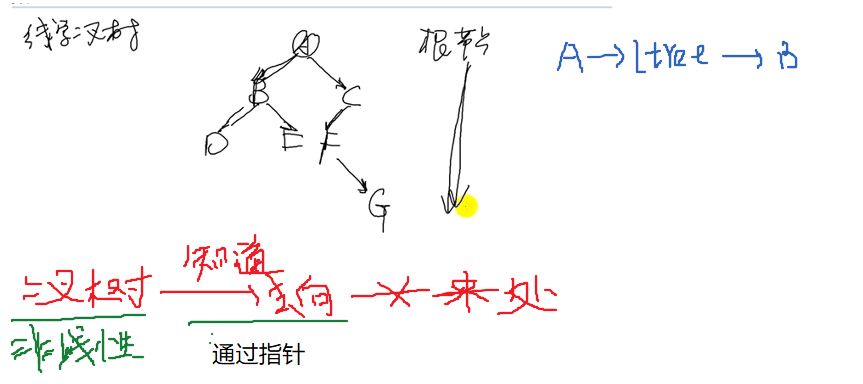 线索二叉树
A
根节点
A→Ltree→B
B
C
D
E
F
G
知道
二叉树 → 去向 × 来处
非线性
通过指针